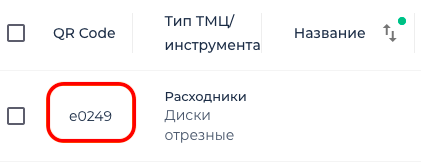 QR Code
Тип ТМЦ/
инструмента
Название
e0249
Расходники
Диски
отрезные